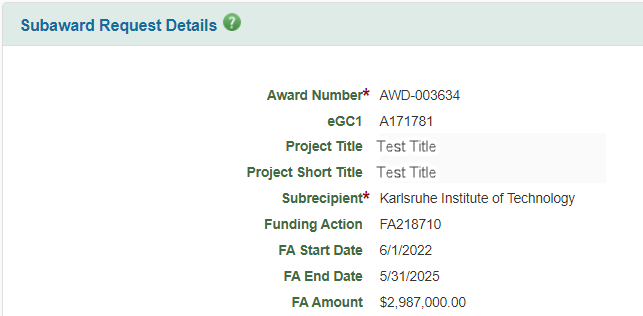 Subaward Request Details ?
Award Number* AWD-003634
eGC1 A171781
Project Title Test Title
Project Short Title Test Title
Subrecipient* Karlsruhe Institute of Technology
Funding Action FA218710
FA Start Date 6/1/2022
FA End Date 5/31/2025
FA Amount $2,987,000.00